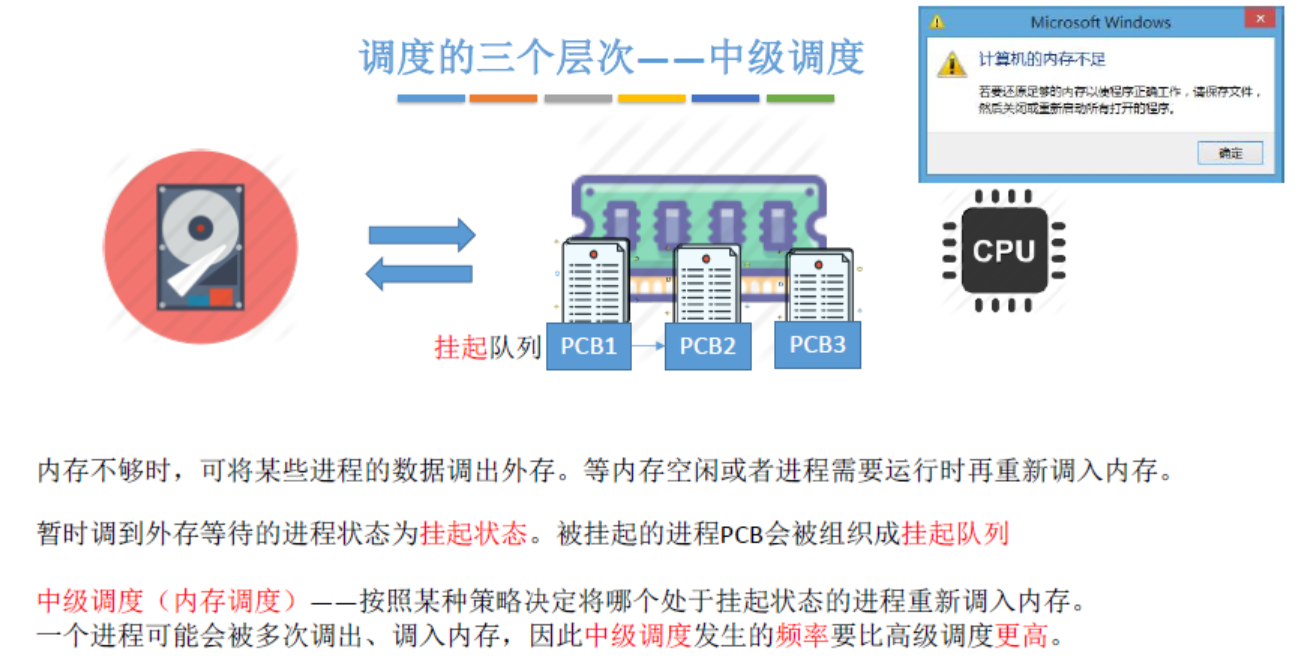 调度的三个层次——中级调度
Microsoft Windows
计算机的内存不足
若要还原足够的内存以使程序正确工作，请保存文件，
然后关闭或重新启动所有打开的程序。
确定
CPU
挂起队列
PCB1
PCB2
PCB3
内存不够时，可将某些进程的数据调出外存。等内存空闲或者进程需要运行时再重新调入内存。
暂时调到外存等待的进程状态为挂起状态。被挂起的进程PCB会被组织成挂起队列
中级调度（内存调度）——按照某种策略决定将哪个处于挂起状态的进程重新调入内存。
一个进程可能会被多次调出、调入内存，因此中级调度发生的频率要比高级调度更高。